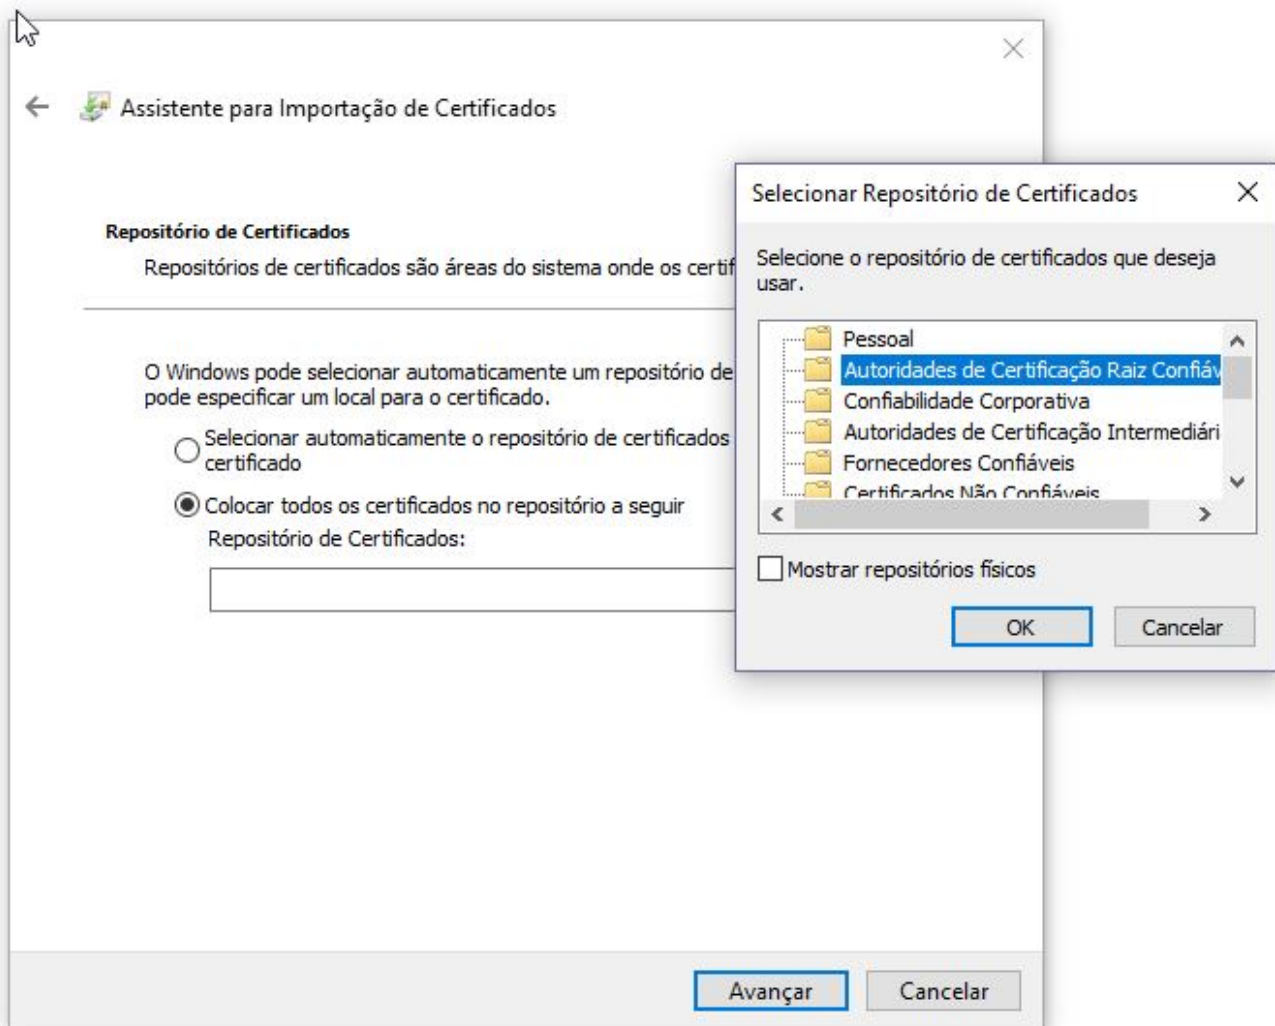 Assistente para Importação de Certificados
Repositório de Certificados
Repositórios de certificados são áreas do sistema onde os certif
O Windows pode selecionar automaticamente um repositório de
pode especificar um local para o certificado.
Selecionar automaticamente o repositório de certificados
certificado
Colocar todos os certificados no repositório a seguir
Repositório de Certificados:
Avançar
Cancelar
Selecionar Repositório de Certificados
Selecione o repositório de certificados que deseja
usar.
Pessoal
Autoridades de Certificação Raiz Confiáv
Confiabilidade Corporativa
Autoridades de Certificação Intermediári
Fornecedores Confiáveis
Certificados Não Confiáveis
Mostrar repositórios físicos
OK
Cancelar